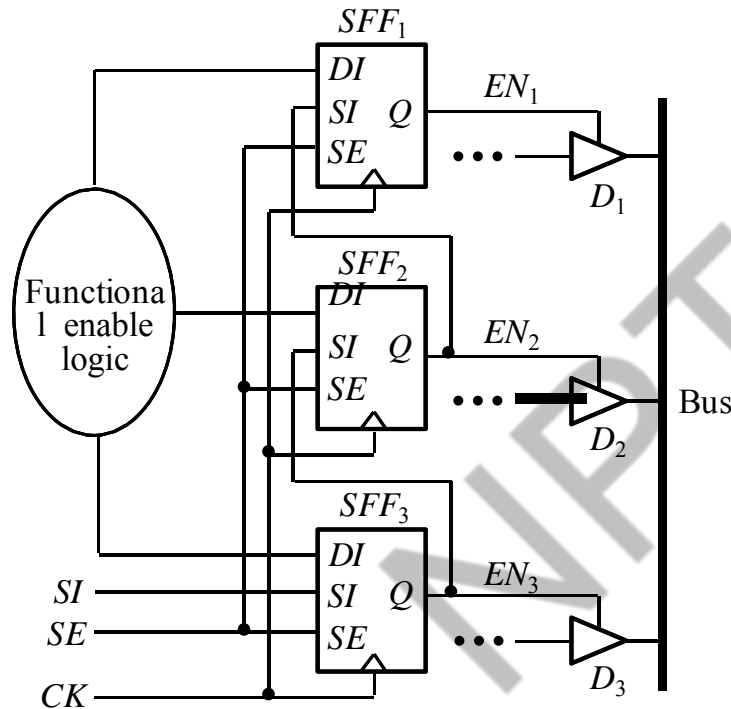 SFF1
DI
SI
Q
SE
EN1
•••
D1
Functiona
l enable
logic
SFF2
DI
SI
Q
SE
EN2
•••
D2
Bus
SFF3
DI
SI
Q
SE
EN3
•••
D3
SI
SE
CK
NPT